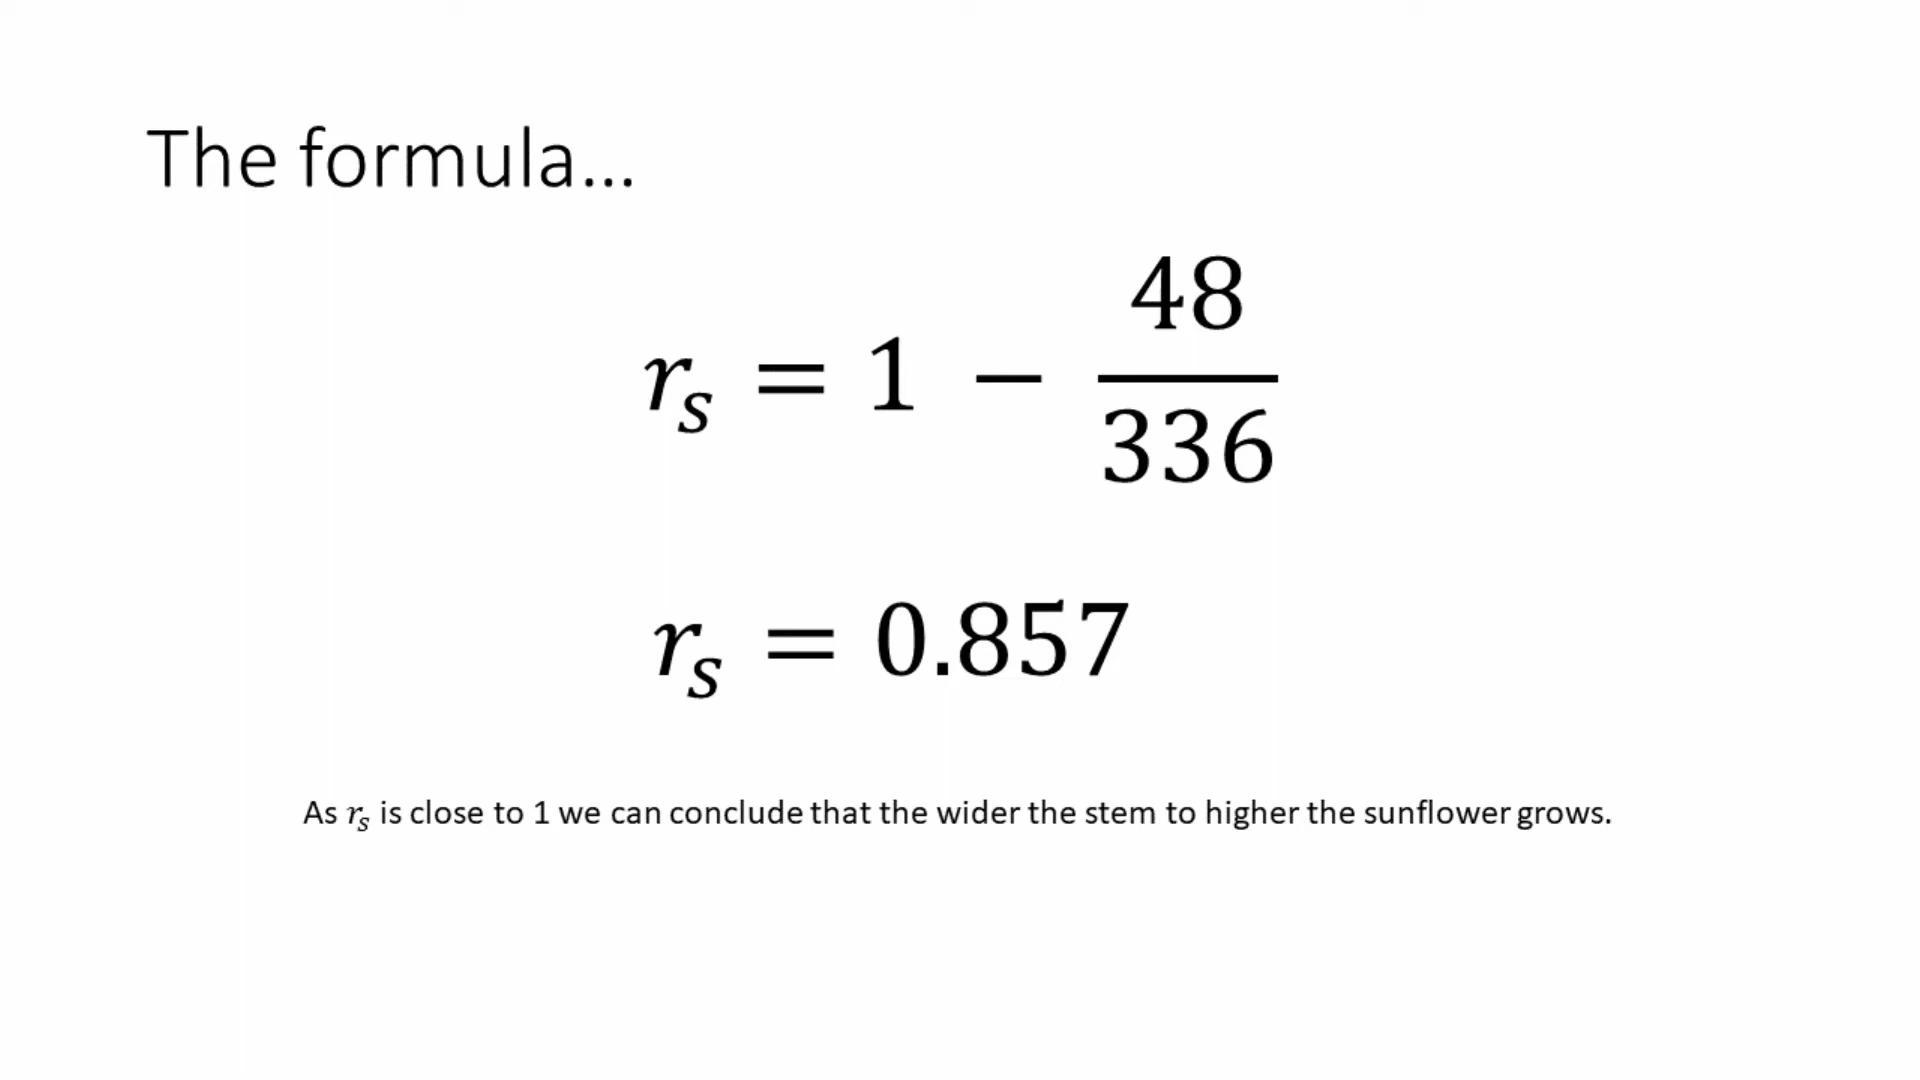 The formula...
r_s = 1 − 48/336
r_s = 0.857
As r_s is close to 1 we can conclude that the wider the stem to higher the sunflower grows.